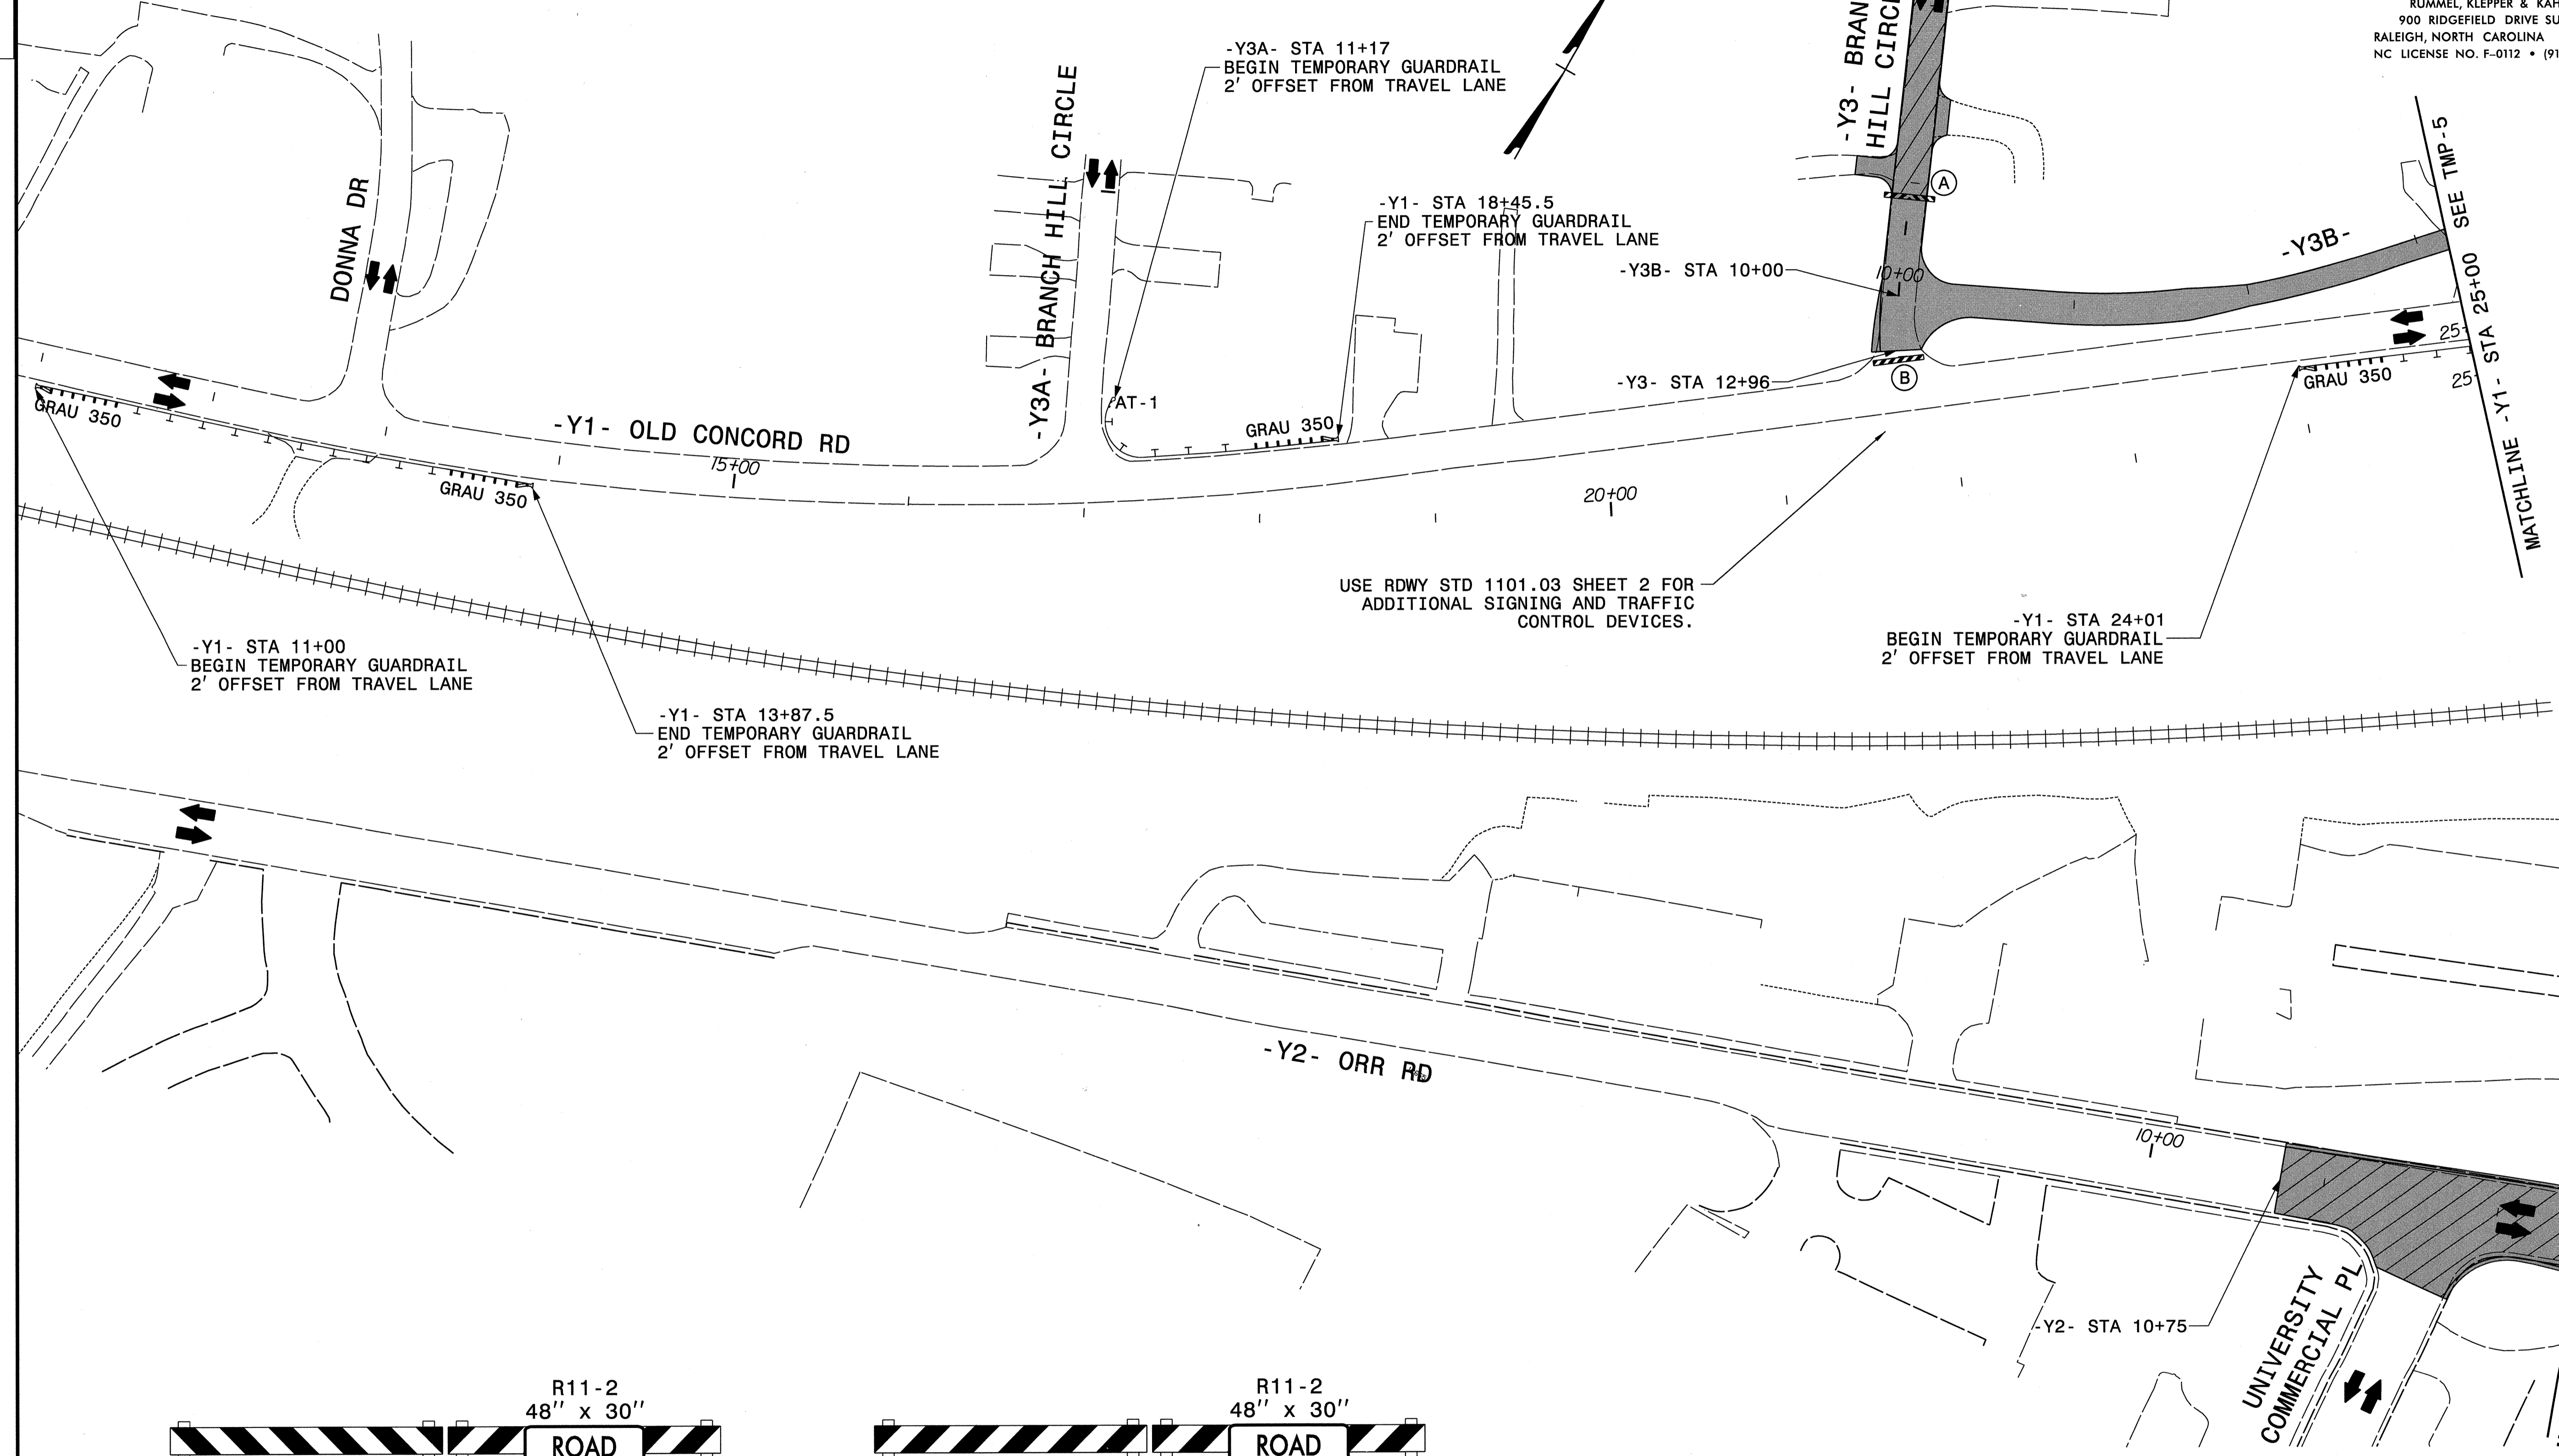 RUMMEL, KLEPPER & KAH
900 RIDGEFIELD DRIVE SU
RALEIGH, NORTH CAROLINA
NC LICENSE NO. F-0112 • (91
-Y3A- STA 11+17
BEGIN TEMPORARY GUARDRAIL
2' OFFSET FROM TRAVEL LANE
-Y3- BRAN
HILL CIRC
DONNA DR
-Y3A- BRANCH HILL CIRCLE
-Y1- STA 18+45.5
END TEMPORARY GUARDRAIL
2' OFFSET FROM TRAVEL LANE
A
-Y3B- STA 10+00
10+00
-Y3B-
MATCHLINE -Y1- STA 25+00 SEE TMP-5
25
25
-Y3- STA 12+96
B
GRAU 350
GRAU 350
AT-1
GRAU 350
GRAU 350
-Y1- OLD CONCORD RD
15+00
20+00
USE RDWY STD 1101.03 SHEET 2 FOR
ADDITIONAL SIGNING AND TRAFFIC
CONTROL DEVICES.
-Y1- STA 24+01
BEGIN TEMPORARY GUARDRAIL
2' OFFSET FROM TRAVEL LANE
-Y1- STA 11+00
BEGIN TEMPORARY GUARDRAIL
2' OFFSET FROM TRAVEL LANE
-Y1- STA 13+87.5
END TEMPORARY GUARDRAIL
2' OFFSET FROM TRAVEL LANE
-Y2- ORR RD
10+00
-Y2- STA 10+75
UNIVERSITY
COMMERCIAL PL
R11-2
48" x 30"
ROAD
R11-2
48" x 30"
ROAD